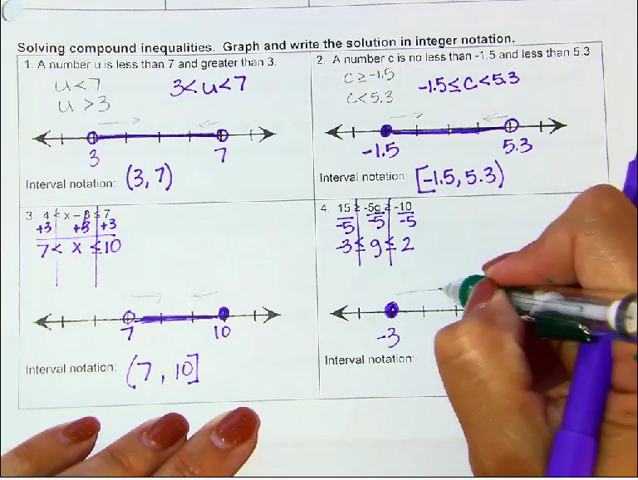 Solving compound inequalities. Graph and write the solution in integer notation.
1. A number u is less than 7 and greater than 3.
u < 7
u > 3
3 < u < 7
3
7
Interval notation: (3, 7)
2. A number c is no less than -1.5 and less than 5.3
c ≥ -1.5
c < 5.3
-1.5 ≤ c < 5.3
-1.5
5.3
Interval notation: [-1.5, 5.3)
3. 4 < x – 3 ≤ 7
+3 +3 +3
7 < x ≤ 10
7
10
Interval notation: (7, 10]
4. 15 ≥ -5g ≥ -10
-5 -5 -5
-3 ≤ g ≤ 2
-3
Interval notation: